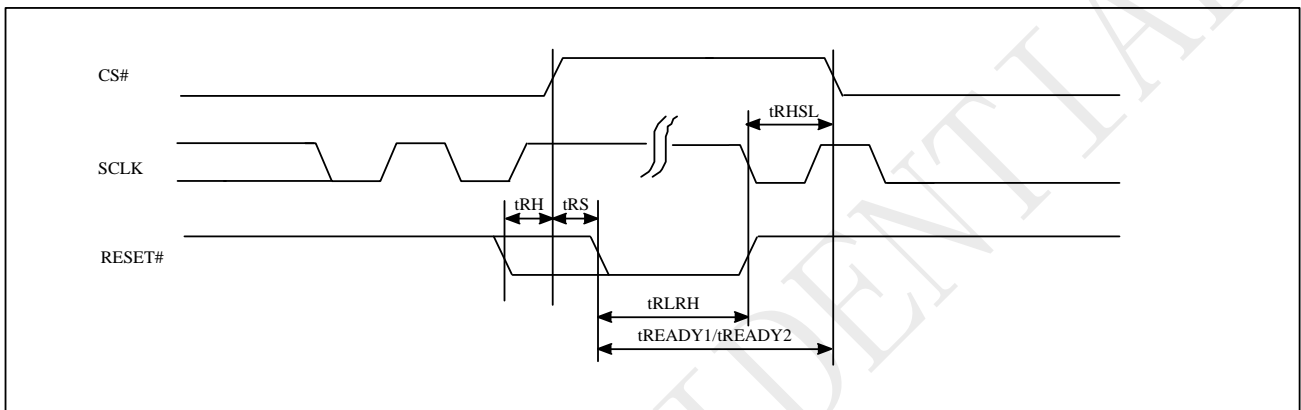 CS#
tRHSL
SCLK
tRH
tRS
RESET#
tRLRH
tREADY1/tREADY2